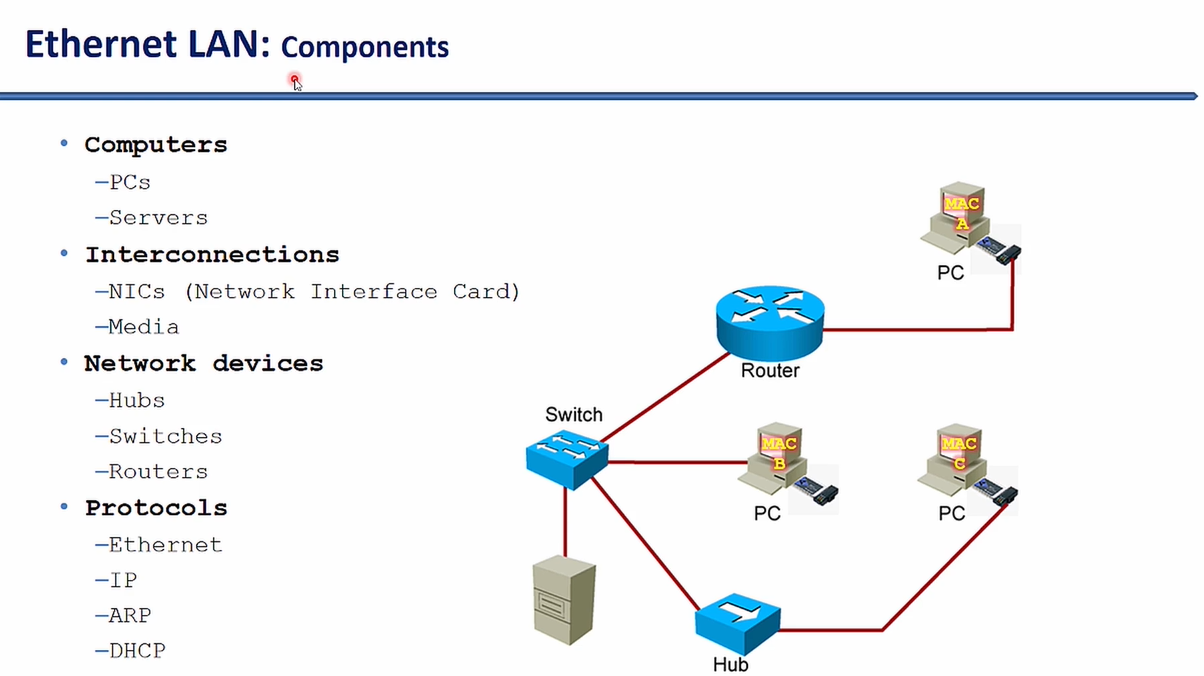 Ethernet LAN: Components
• Computers
–PCs
–Servers
• Interconnections
–NICs (Network Interface Card)
–Media
• Network devices
–Hubs
–Switches
–Routers
• Protocols
–Ethernet
–IP
–ARP
–DHCP
MAC
A
PC
Router
Switch
MAC
B
PC
MAC
C
PC
Hub